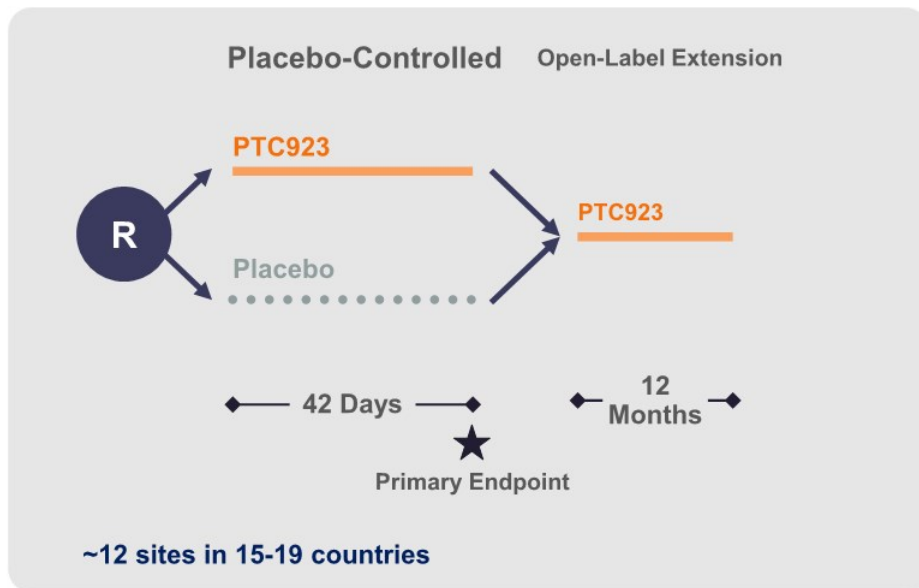 Placebo-Controlled Open-Label Extension
PTC923
R
PTC923
Placebo
42 Days
12
Months
Primary Endpoint
~12 sites in 15-19 countries